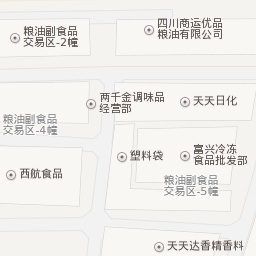 粮油副食品
交易区-2幢
四川商运优品
粮油有限公司
两千金调味品
经营部
天天日化
粮油副食品
交易区-4幢
塑料袋
富兴冷冻
食品批发部
西航食品
粮油副食品
交易区-5幢
天天达香精香料